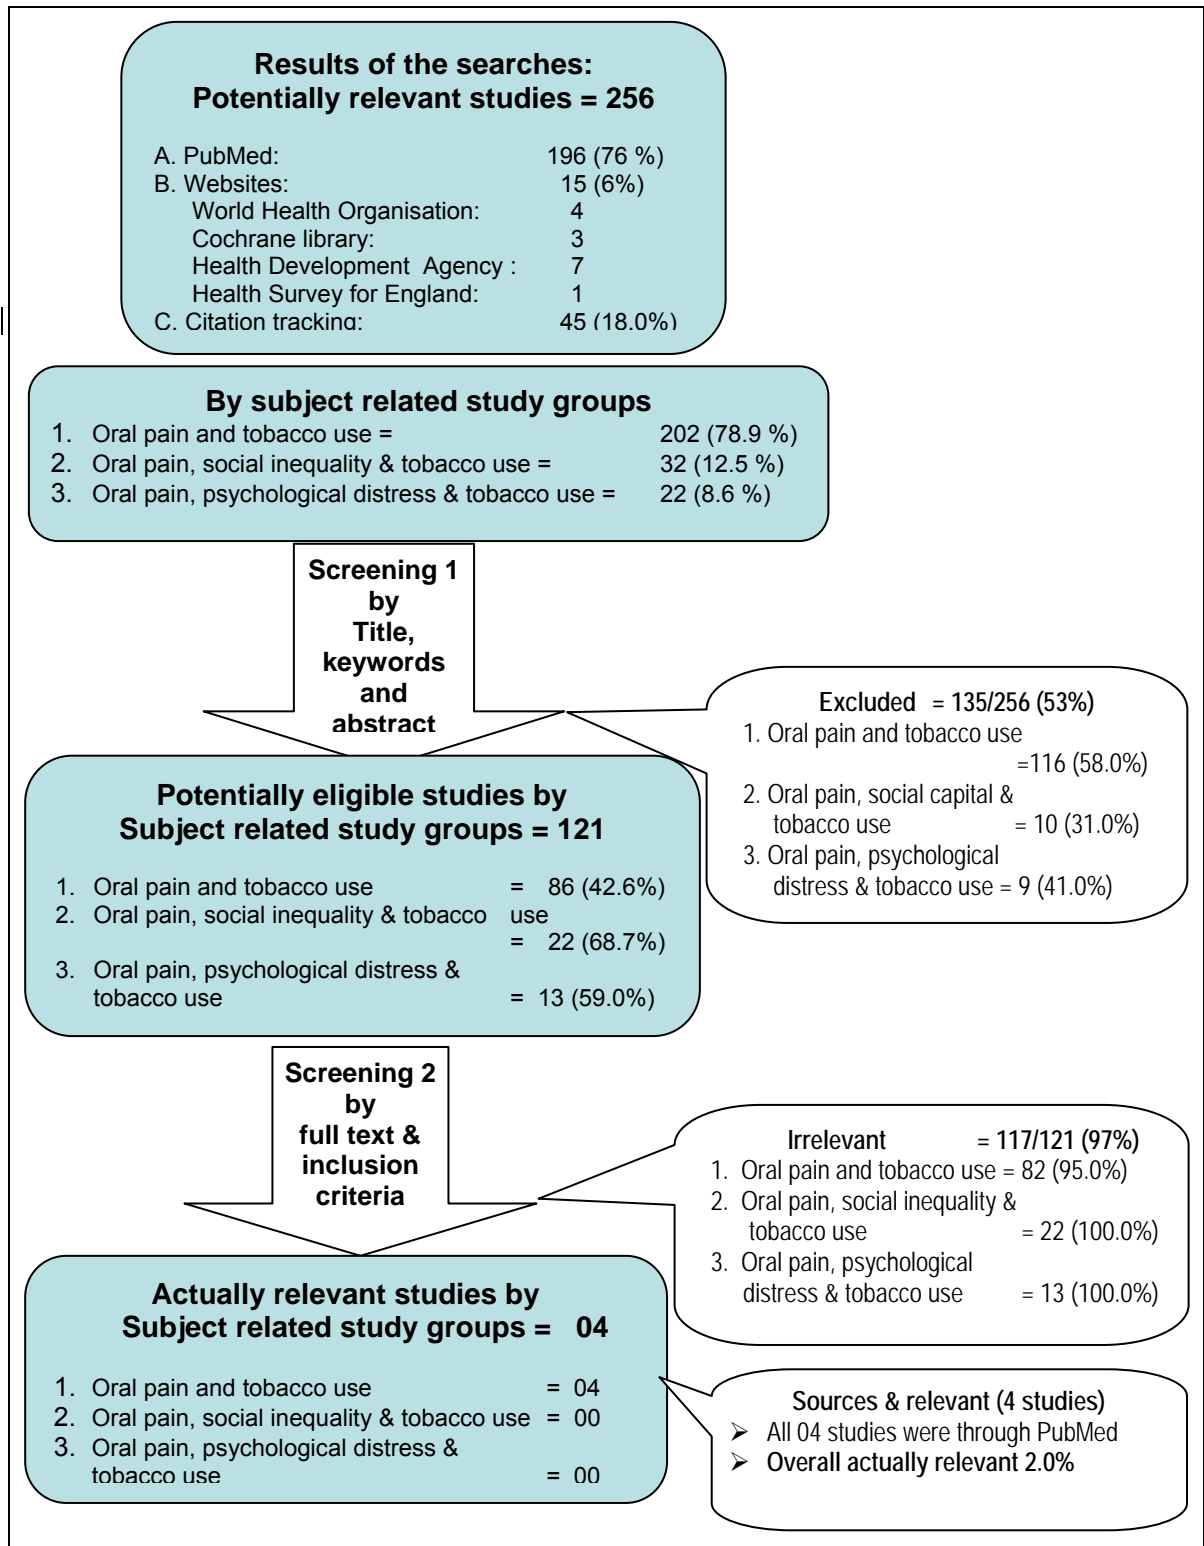 Results of the searches:
Potentially relevant studies = 256
A. PubMed: 196 (76 %)
B. Websites: 15 (6%)
World Health Organisation: 4
Cochrane library: 3
Health Development Agency : 7
Health Survey for England: 1
C. Citation tracking: 45 (18.0%)
By subject related study groups
1. Oral pain and tobacco use = 202 (78.9 %)
2. Oral pain, social inequality & tobacco use = 32 (12.5 %)
3. Oral pain, psychological distress & tobacco use = 22 (8.6 %)
Screening 1
by
Title,
keywords
and
abstract
Excluded = 135/256 (53%)
1. Oral pain and tobacco use
=116 (58.0%)
2. Oral pain, social capital &
tobacco use = 10 (31.0%)
3. Oral pain, psychological
distress & tobacco use = 9 (41.0%)
Potentially eligible studies by
Subject related study groups = 121
1. Oral pain and tobacco use = 86 (42.6%)
2. Oral pain, social inequality & tobacco use
= 22 (68.7%)
3. Oral pain, psychological distress &
tobacco use = 13 (59.0%)
Screening 2
by
full text &
inclusion
criteria
Irrelevant = 117/121 (97%)
1. Oral pain and tobacco use = 82 (95.0%)
2. Oral pain, social inequality &
tobacco use = 22 (100.0%)
3. Oral pain, psychological
distress & tobacco use = 13 (100.0%)
Actually relevant studies by
Subject related study groups = 04
1. Oral pain and tobacco use = 04
2. Oral pain, social inequality & tobacco use = 00
3. Oral pain, psychological distress &
tobacco use = 00
Sources & relevant (4 studies)
➢ All 04 studies were through PubMed
➢ Overall actually relevant 2.0%